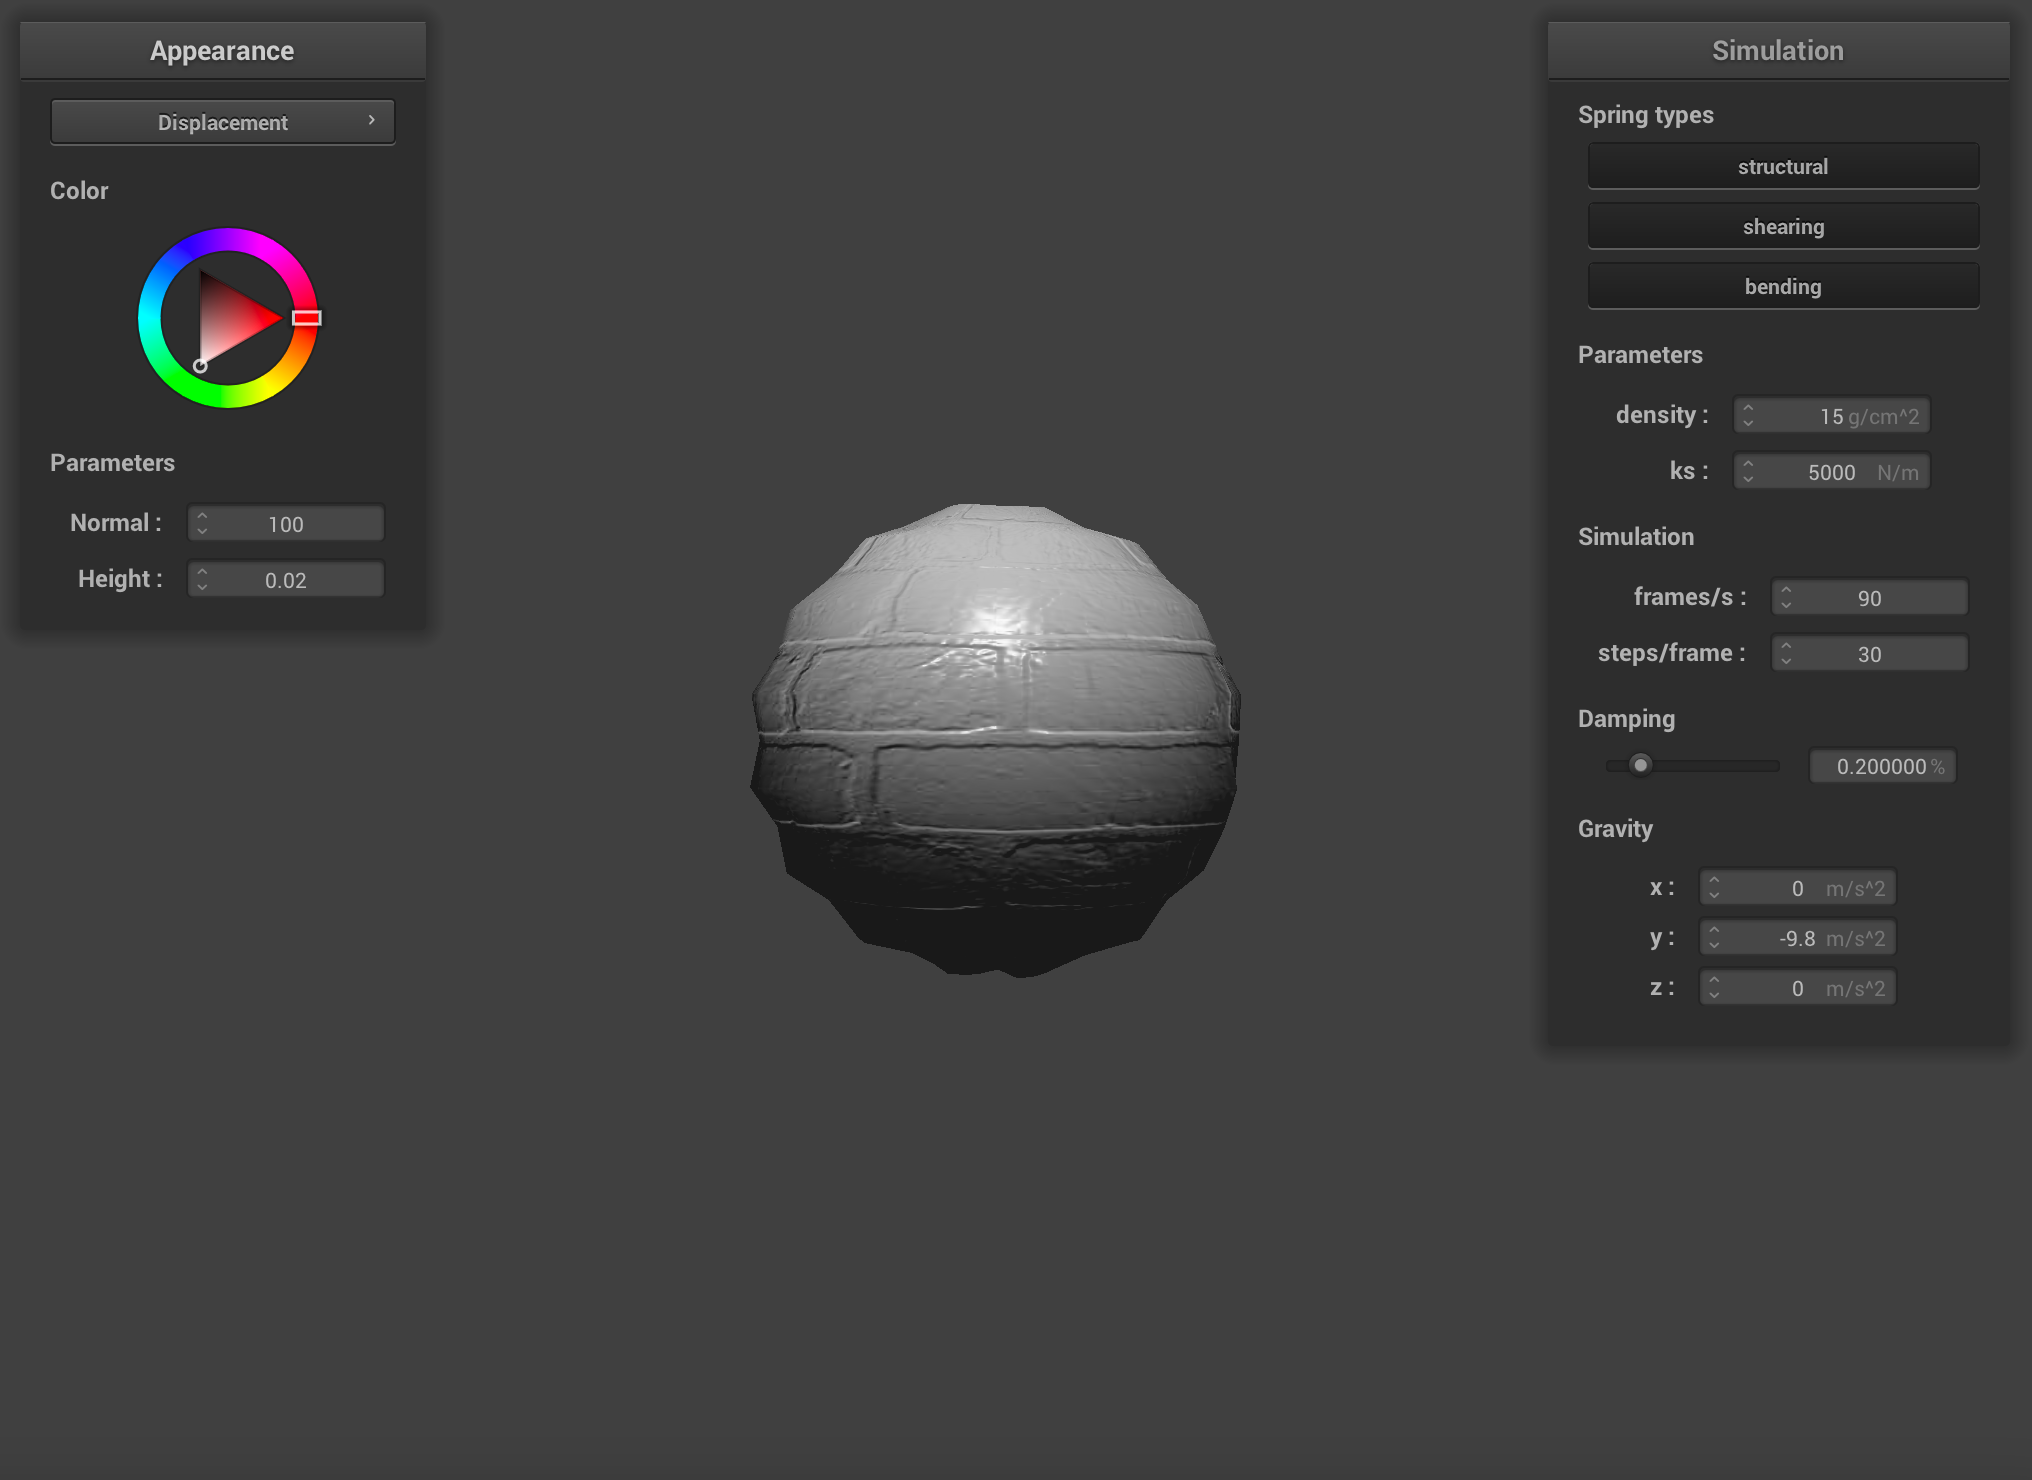 Appearance
Displacement
Color
Parameters
Normal : 100
Height : 0.02
Simulation
Spring types
structural
shearing
bending
Parameters
density : 15 g/cm^2
ks : 5000 N/m
Simulation
frames/s : 90
steps/frame : 30
Damping
0.200000 %
Gravity
x : 0 m/s^2
y : -9.8 m/s^2
z : 0 m/s^2